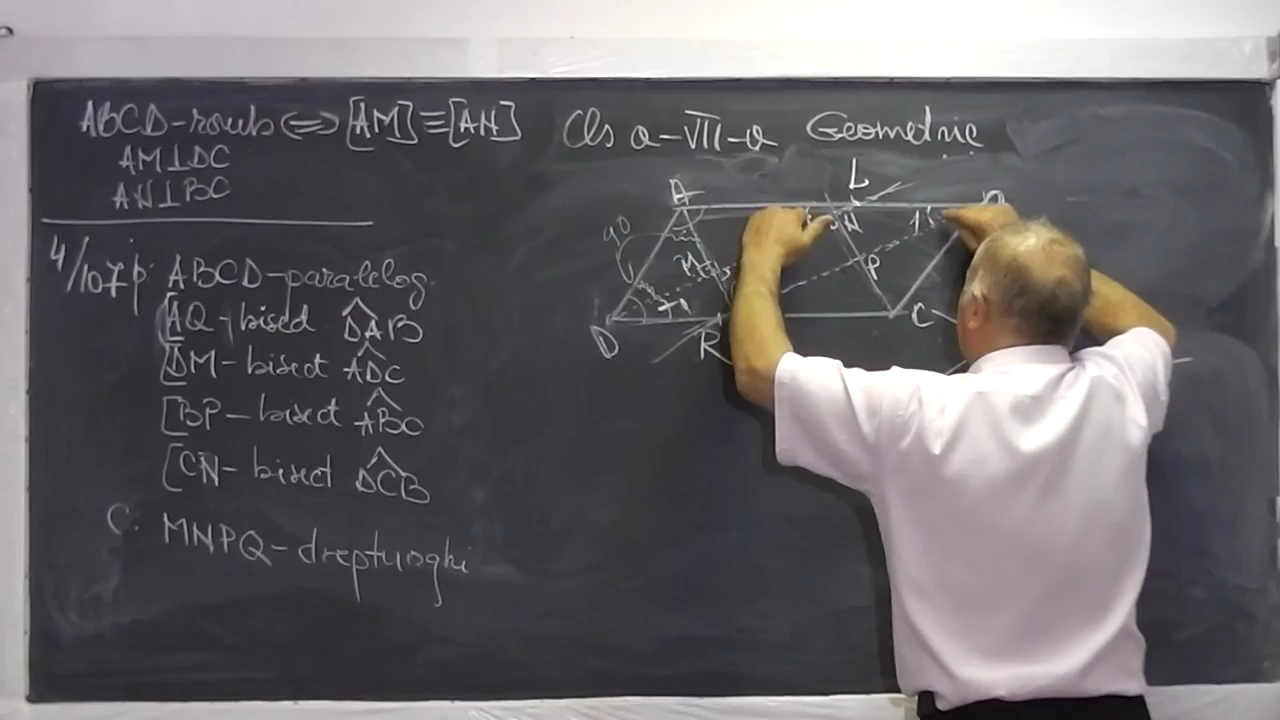 ABCD-romb ⟺ [AM] ≡ [AN]
AM⊥DC
AN⊥BC
Cls a-VII-a Geometrie
4/107 p: ABCD-paralelog.
[AQ-bisect DAB
[DM-bisect ADC
[BP-bisect ABC
[CN-bisect DCB
C: MNPQ-dreptunghi
L
A
N
90
M
P
D
R
C